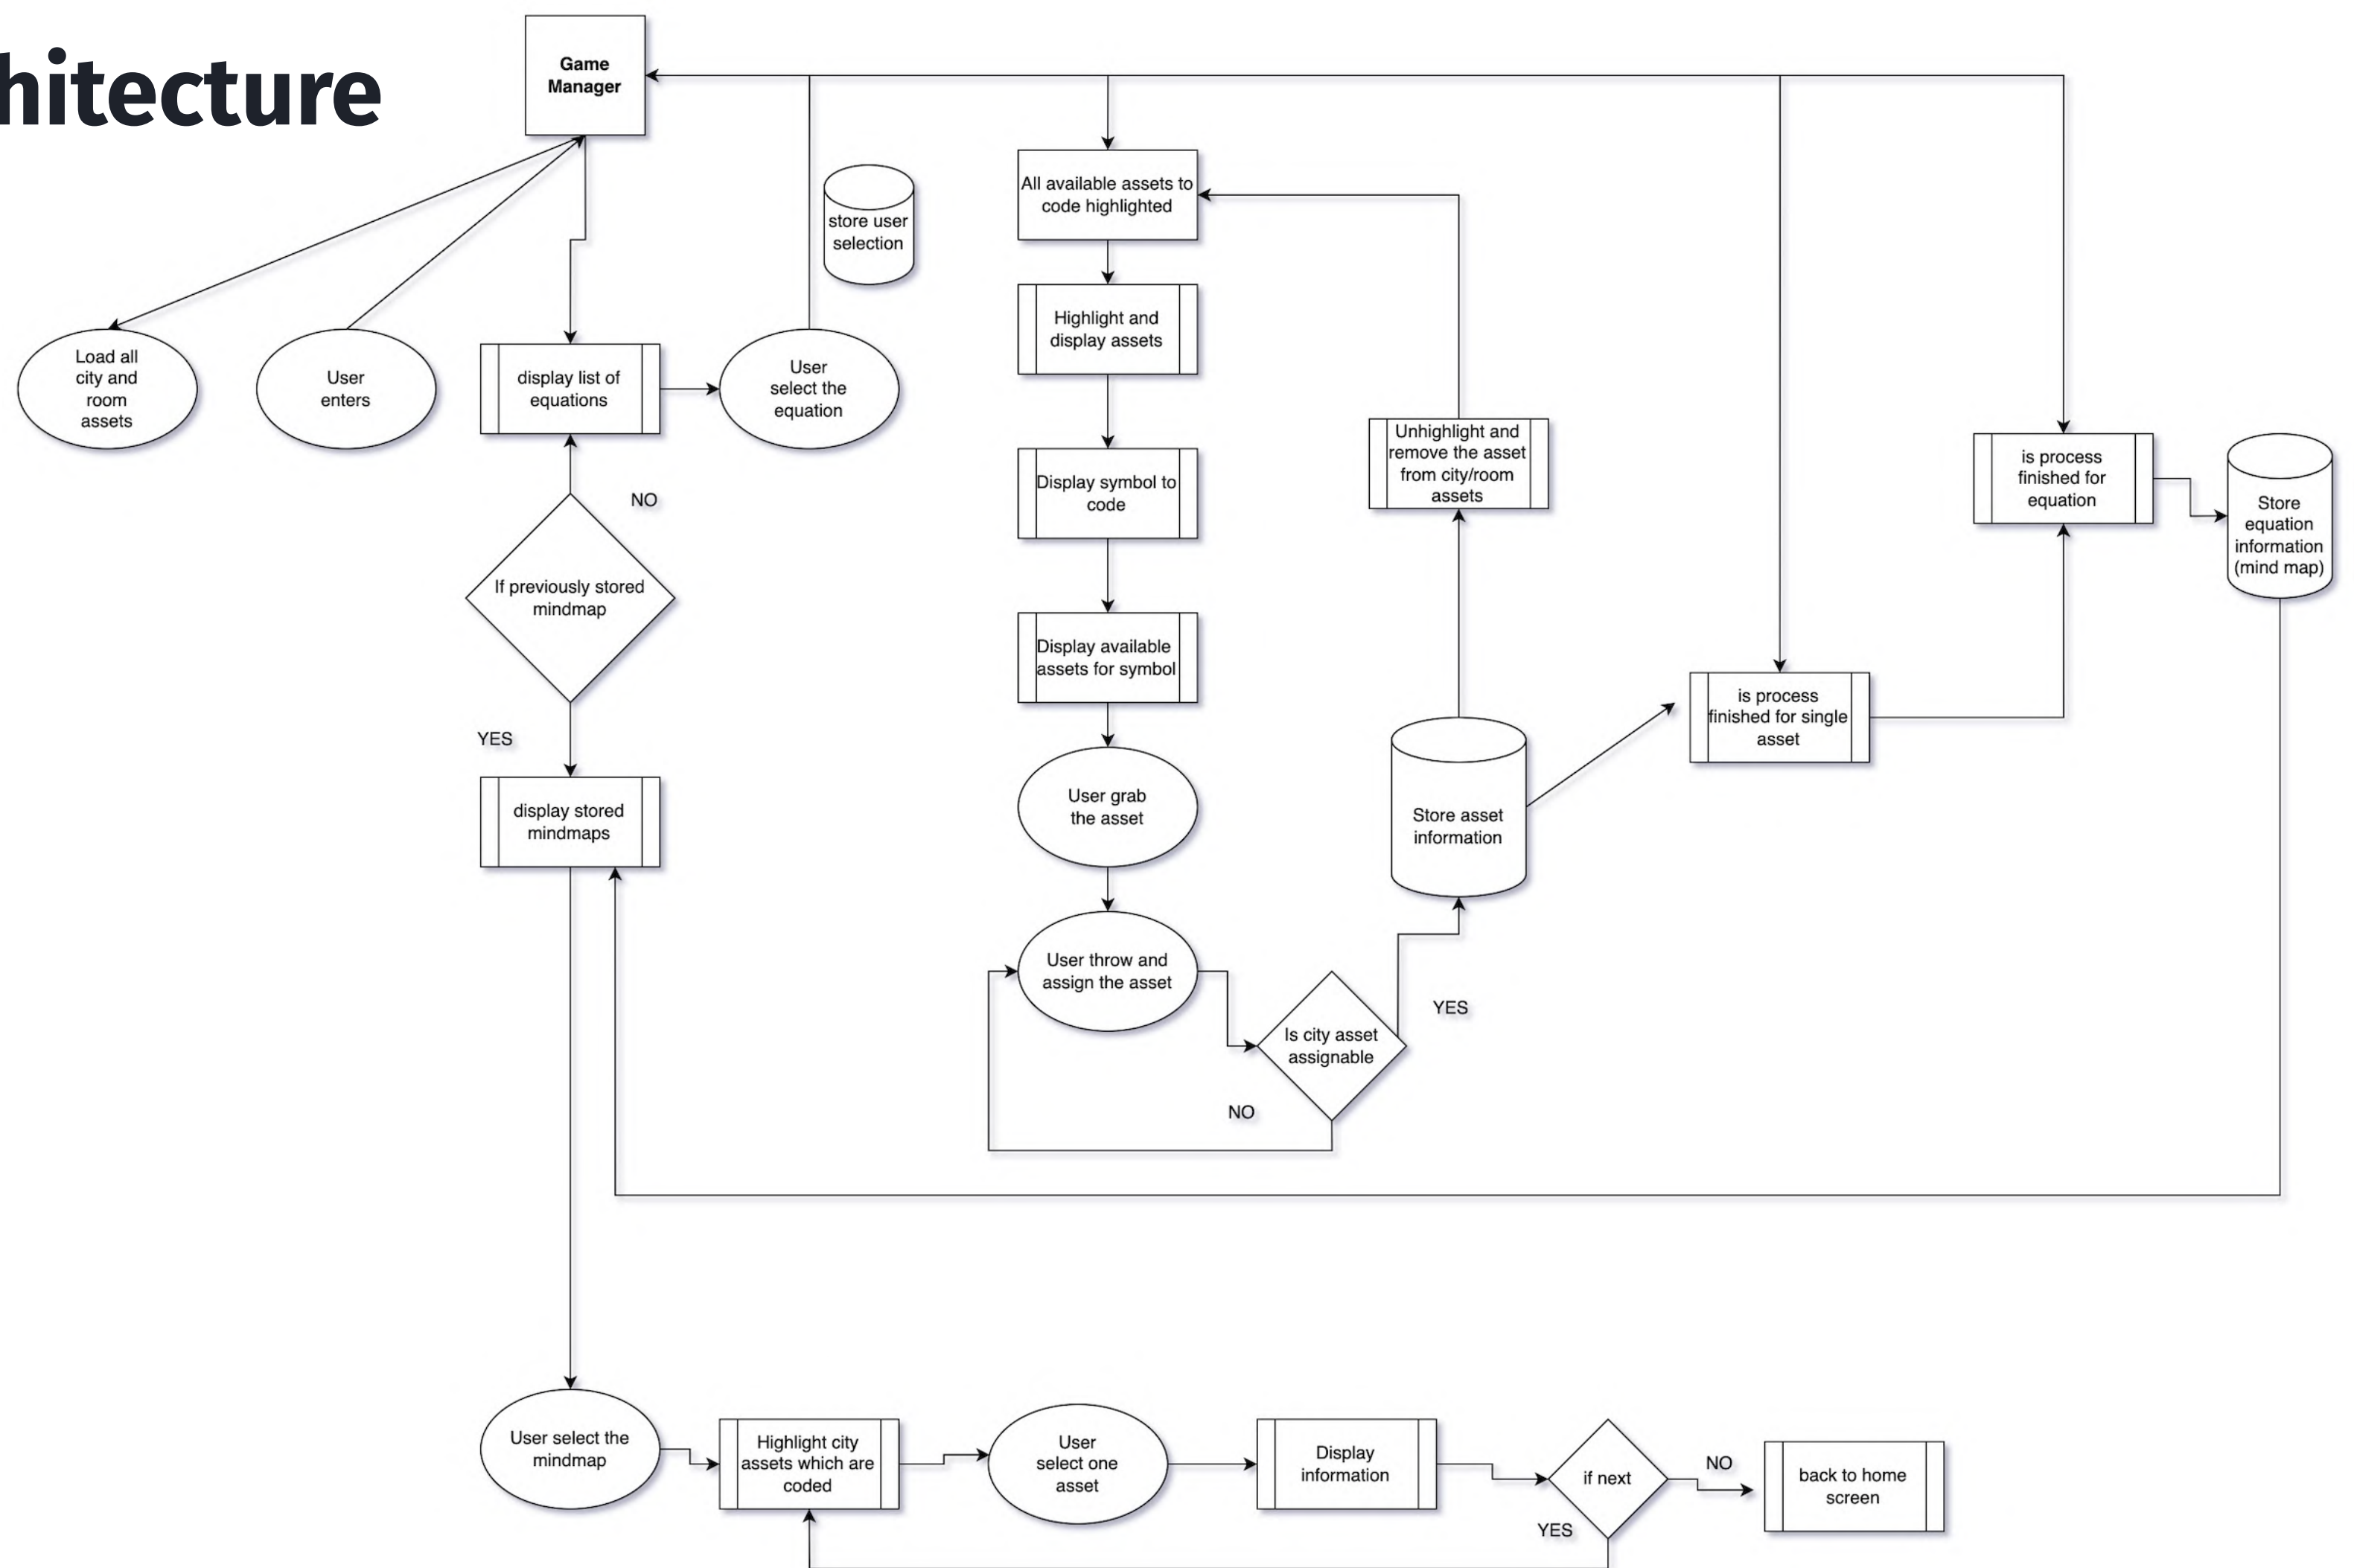 hitecture
Game
Manager
store user
selection
All available assets to
code highlighted
Load all
city and
room
assets
User
enters
display list of
equations
User
select the
equation
Highlight and
display assets
Unhighlight and
remove the asset
from city/room
assets
is process
finished for
equation
Store
equation
information
(mind map)
NO
Display symbol to
code
If previously stored
mindmap
Display available
assets for symbol
YES
is process
finished for single
asset
display stored
mindmaps
User grab
the asset
Store asset
information
User throw and
assign the asset
Is city asset
assignable
YES
NO
User select the
mindmap
Highlight city
assets which are
coded
User
select one
asset
Display
information
if next
NO
YES
back to home
screen